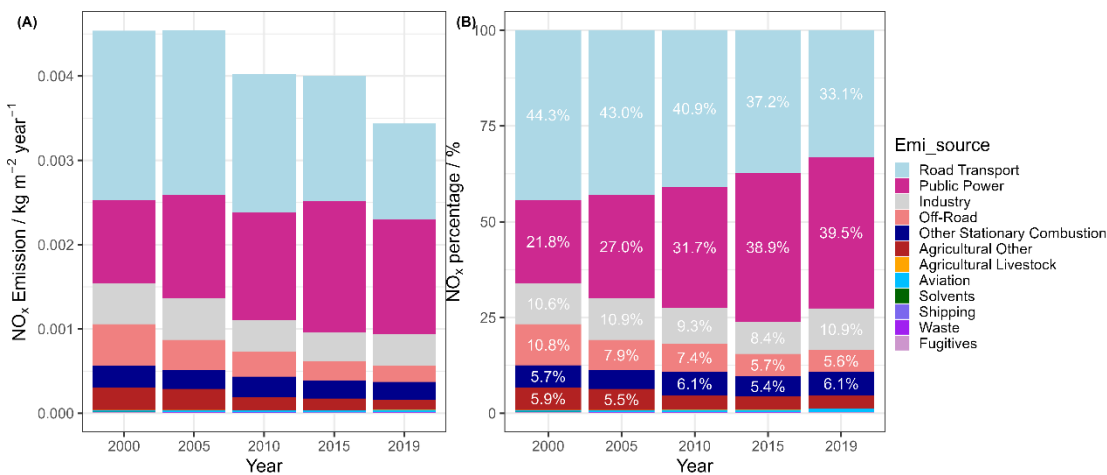 (A)
NOx Emission / kg m−2 year−1
0.004
0.003
0.002
0.001
0.000
2000 2005 2010 2015 2019
Year
(B)
NOx percentage / %
100
75
50
25
0
44.3% 43.0% 40.9% 37.2% 33.1%
21.8% 27.0% 31.7% 38.9% 39.5%
10.6% 10.9% 9.3% 8.4% 10.9%
10.8% 7.9% 7.4% 5.7% 5.6%
5.7% 6.1% 5.4% 6.1%
5.9% 5.5%
2000 2005 2010 2015 2019
Year
Emi_source
Road Transport
Public Power
Industry
Off-Road
Other Stationary Combustion
Agricultural Other
Agricultural Livestock
Aviation
Solvents
Shipping
Waste
Fugitives